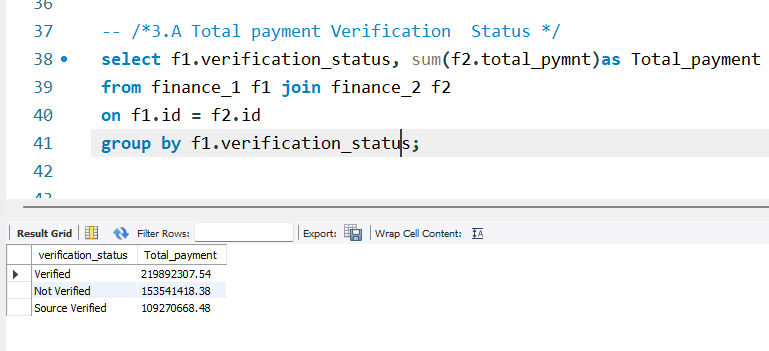 36
37 -- /*3.A Total payment Verification  Status */
38 select f1.verification_status, sum(f2.total_pymnt)as Total_payment
39 from finance_1 f1 join finance_2 f2
40 on f1.id = f2.id
41 group by f1.verification_status;
42
43
Result Grid Filter Rows: Export: Wrap Cell Content:
verification_status Total_payment
Verified 219892307.54
Not Verified 153541418.38
Source Verified 109270668.48